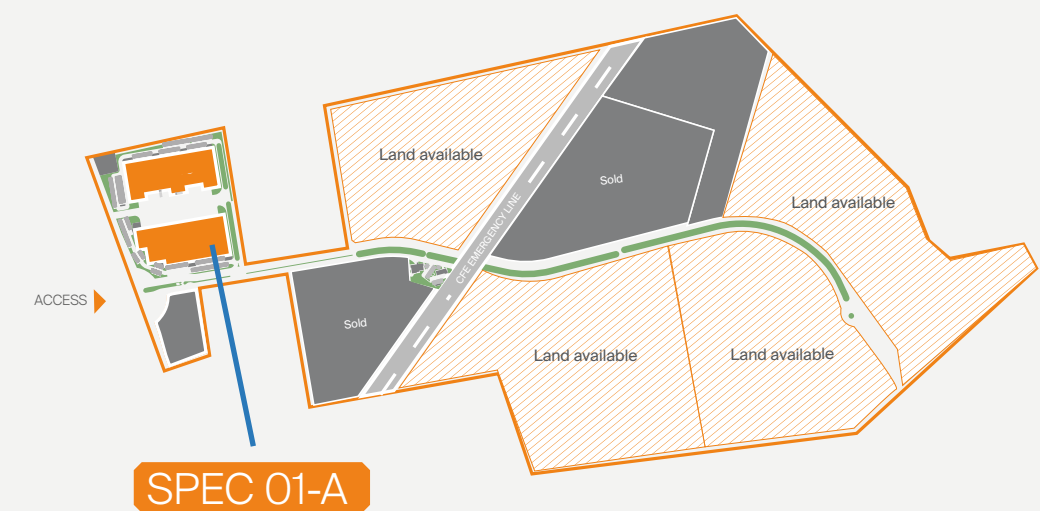 Land available
Sold
Land available
CFE EMERGENCY LINE
ACCESS
Sold
Land available
Land available
SPEC 01-A